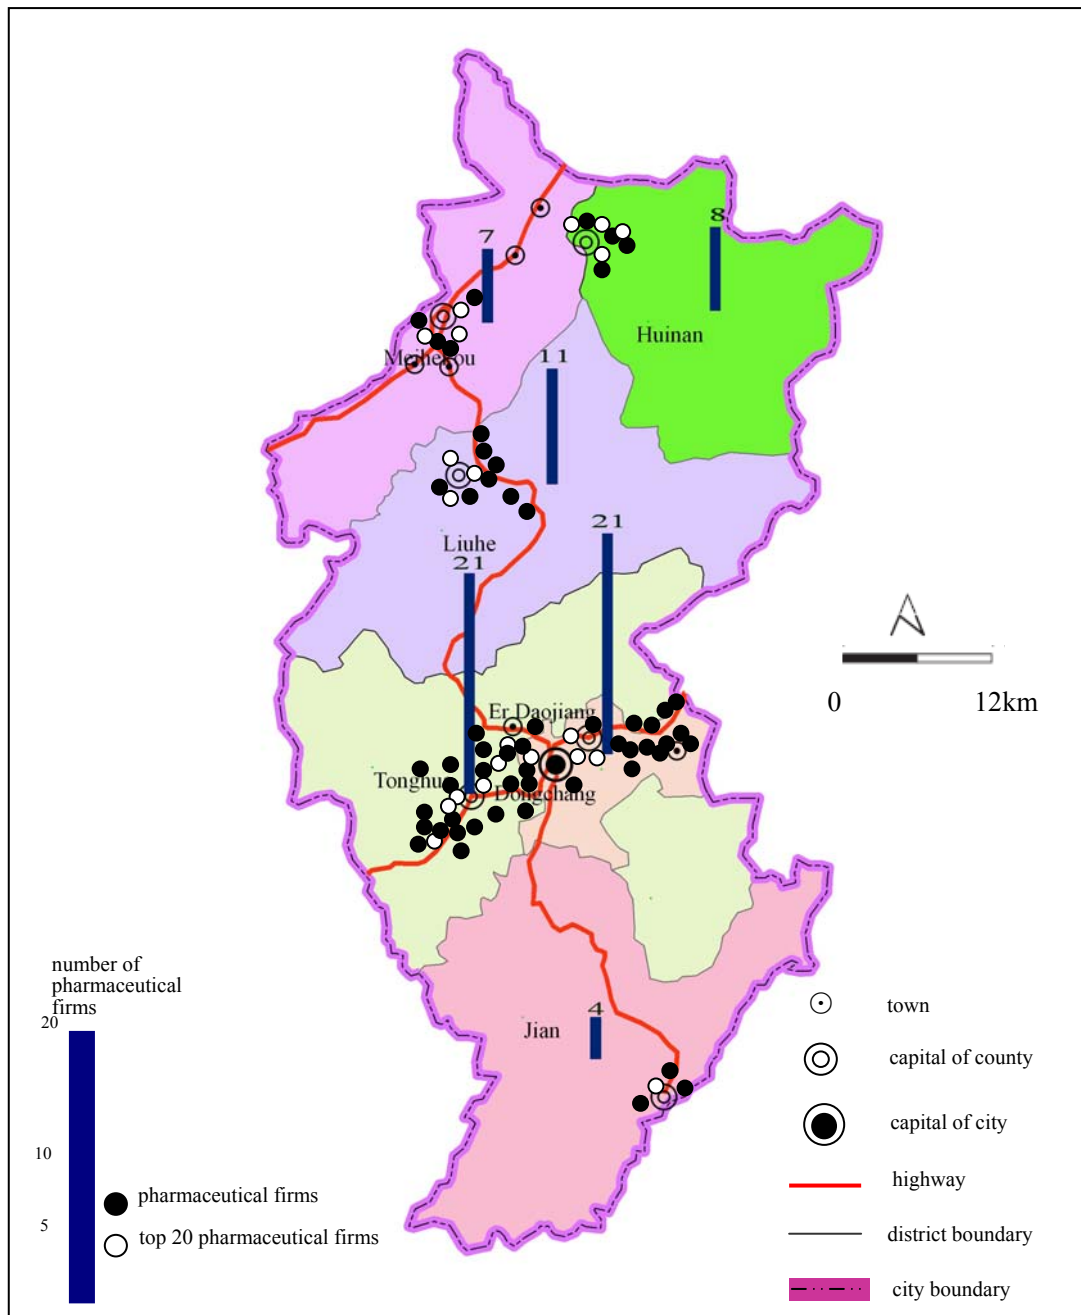 8
7
Huinan
11
Meihekou
21
Liuhe
21
0 12km
Er Daojiang
Tonghua
Dongchang
number of
pharmaceutical
firms
20
10
5
4
Jian
pharmaceutical firms
top 20 pharmaceutical firms
town
capital of county
capital of city
highway
district boundary
city boundary